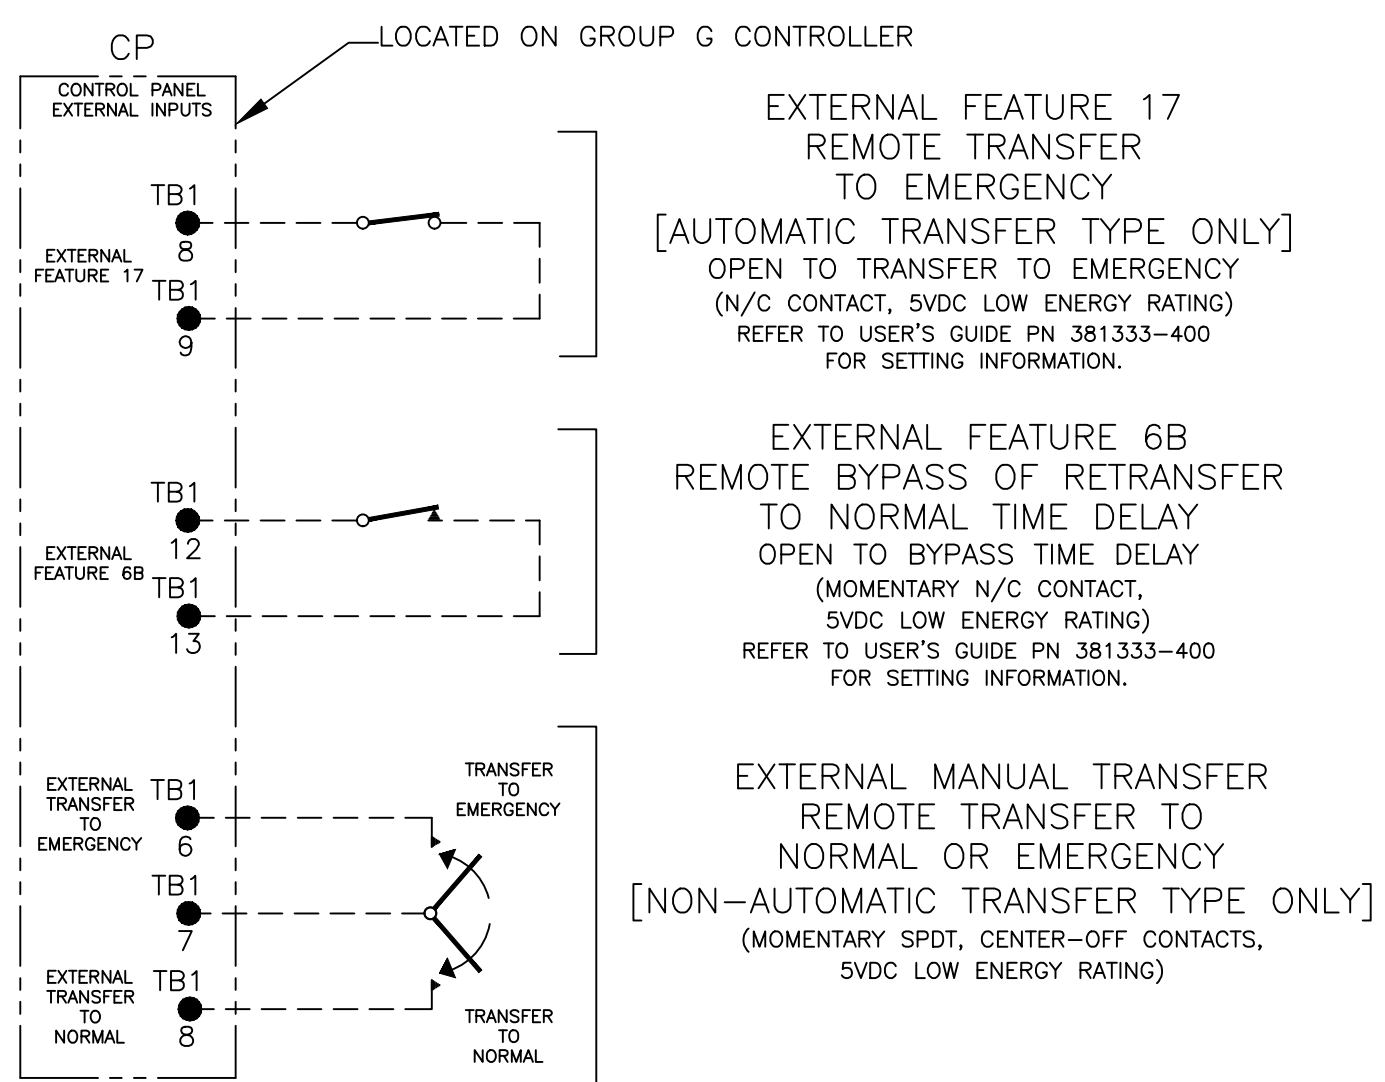 CP
LOCATED ON GROUP G CONTROLLER
CONTROL PANEL
EXTERNAL INPUTS
TB1
8
EXTERNAL
FEATURE 17
TB1
9
EXTERNAL FEATURE 17
REMOTE TRANSFER
TO EMERGENCY
[AUTOMATIC TRANSFER TYPE ONLY]
OPEN TO TRANSFER TO EMERGENCY
(N/C CONTACT, 5VDC LOW ENERGY RATING)
REFER TO USER'S GUIDE PN 381333-400
FOR SETTING INFORMATION.
TB1
12
EXTERNAL
FEATURE 6B
TB1
13
EXTERNAL FEATURE 6B
REMOTE BYPASS OF RETRANSFER
TO NORMAL TIME DELAY
OPEN TO BYPASS TIME DELAY
(MOMENTARY N/C CONTACT,
5VDC LOW ENERGY RATING)
REFER TO USER'S GUIDE PN 381333-400
FOR SETTING INFORMATION.
EXTERNAL
TRANSFER
TO
EMERGENCY
TB1
6
TB1
7
EXTERNAL
TRANSFER
TO
NORMAL
TB1
8
TRANSFER
TO
EMERGENCY
TRANSFER
TO
NORMAL
EXTERNAL MANUAL TRANSFER
REMOTE TRANSFER TO
NORMAL OR EMERGENCY
[NON-AUTOMATIC TRANSFER TYPE ONLY]
(MOMENTARY SPDT, CENTER-OFF CONTACTS,
5VDC LOW ENERGY RATING)